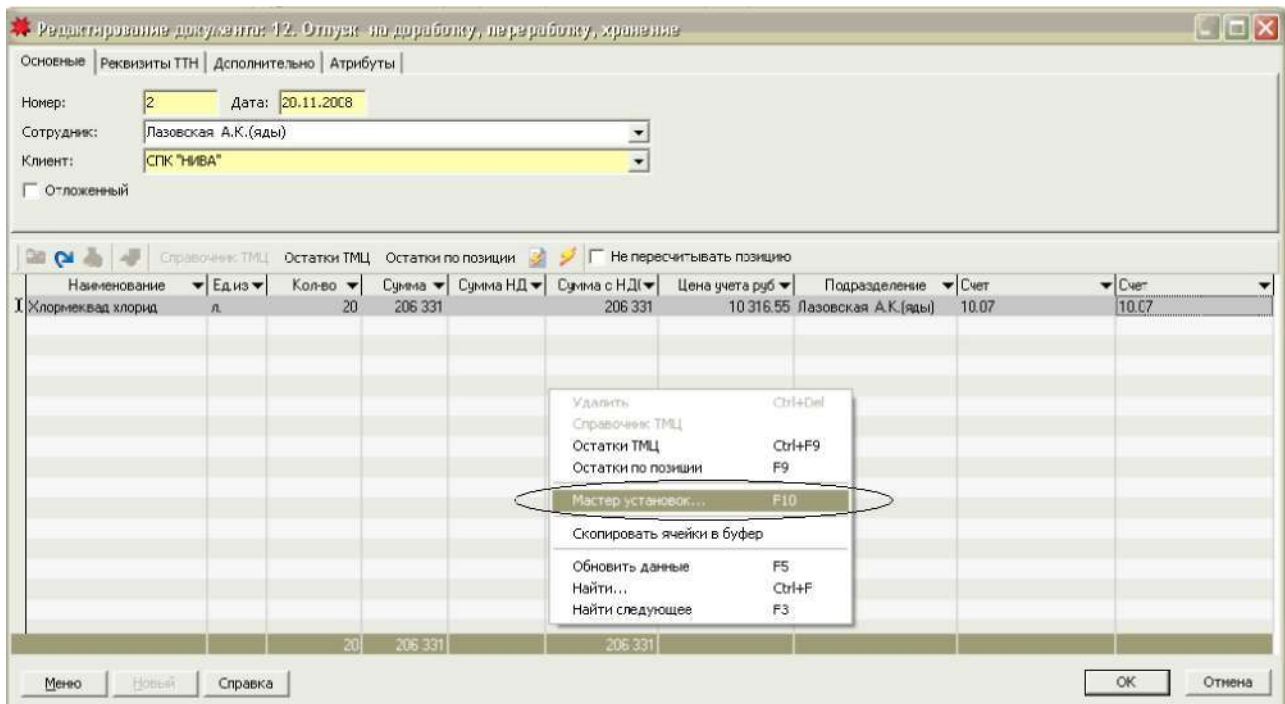 Редактирование документа: 12. Отпуск на доработку, переработку, хранение
Основные Реквизиты ТТН Дополнительно Атрибуты
Номер: 2 Дата: 20.11.2008
Сотрудник: Лазовская А.К.(яды)
Клиент: СПК "НИВА"
Отложенный
Справочник ТМЦ Остатки ТМЦ Остатки по позиции Не пересчитывать позицию
Наименование Ед.из Кол-во Сумма Сумма НД Сумма с НД( Цена учета руб Подразделение Счет Счет
Хлормеквад хлорид л. 20 206 331 206 331 10 316.55 Лазовская А.К.(яды) 10.07 10.07
Удалить Ctrl+Del
Справочник ТМЦ
Остатки ТМЦ Ctrl+F9
Остатки по позиции F9
Мастер установок... F10
Скопировать ячейки в буфер
Обновить данные F5
Найти... Ctrl+F
Найти следующее F3
20 206 331 206 331
Меню Новый Справка OK Отмена